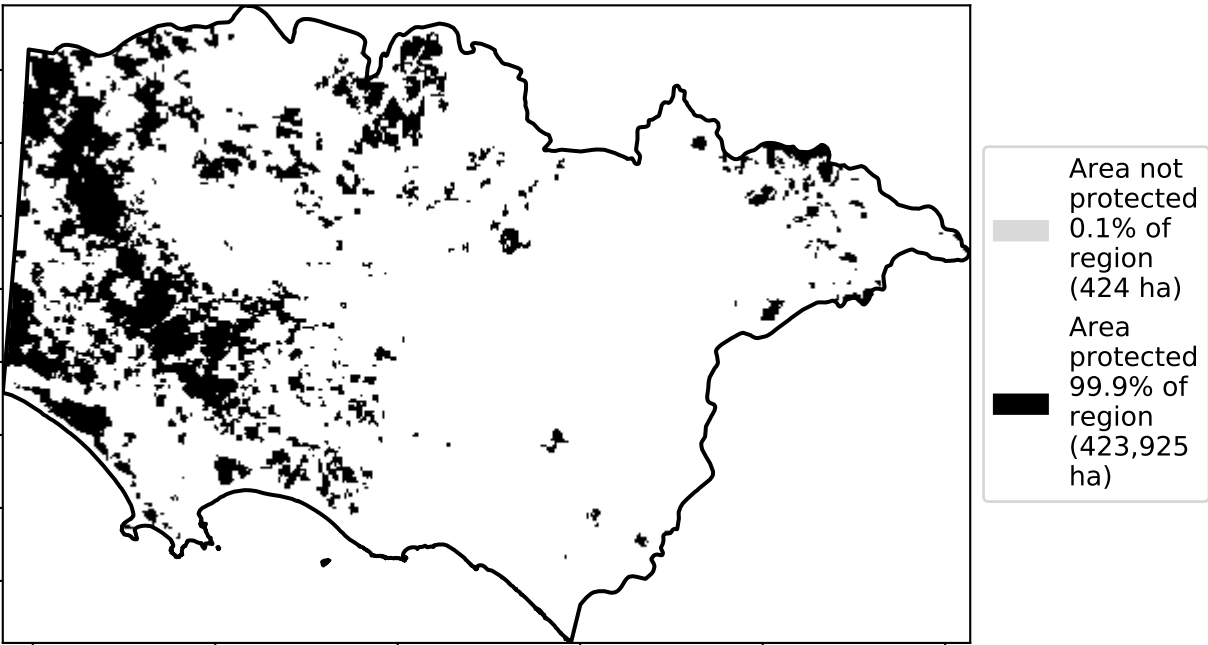 Area not
protected
0.1% of
region
(424 ha)
Area
protected
99.9% of
region
(423,925
ha)